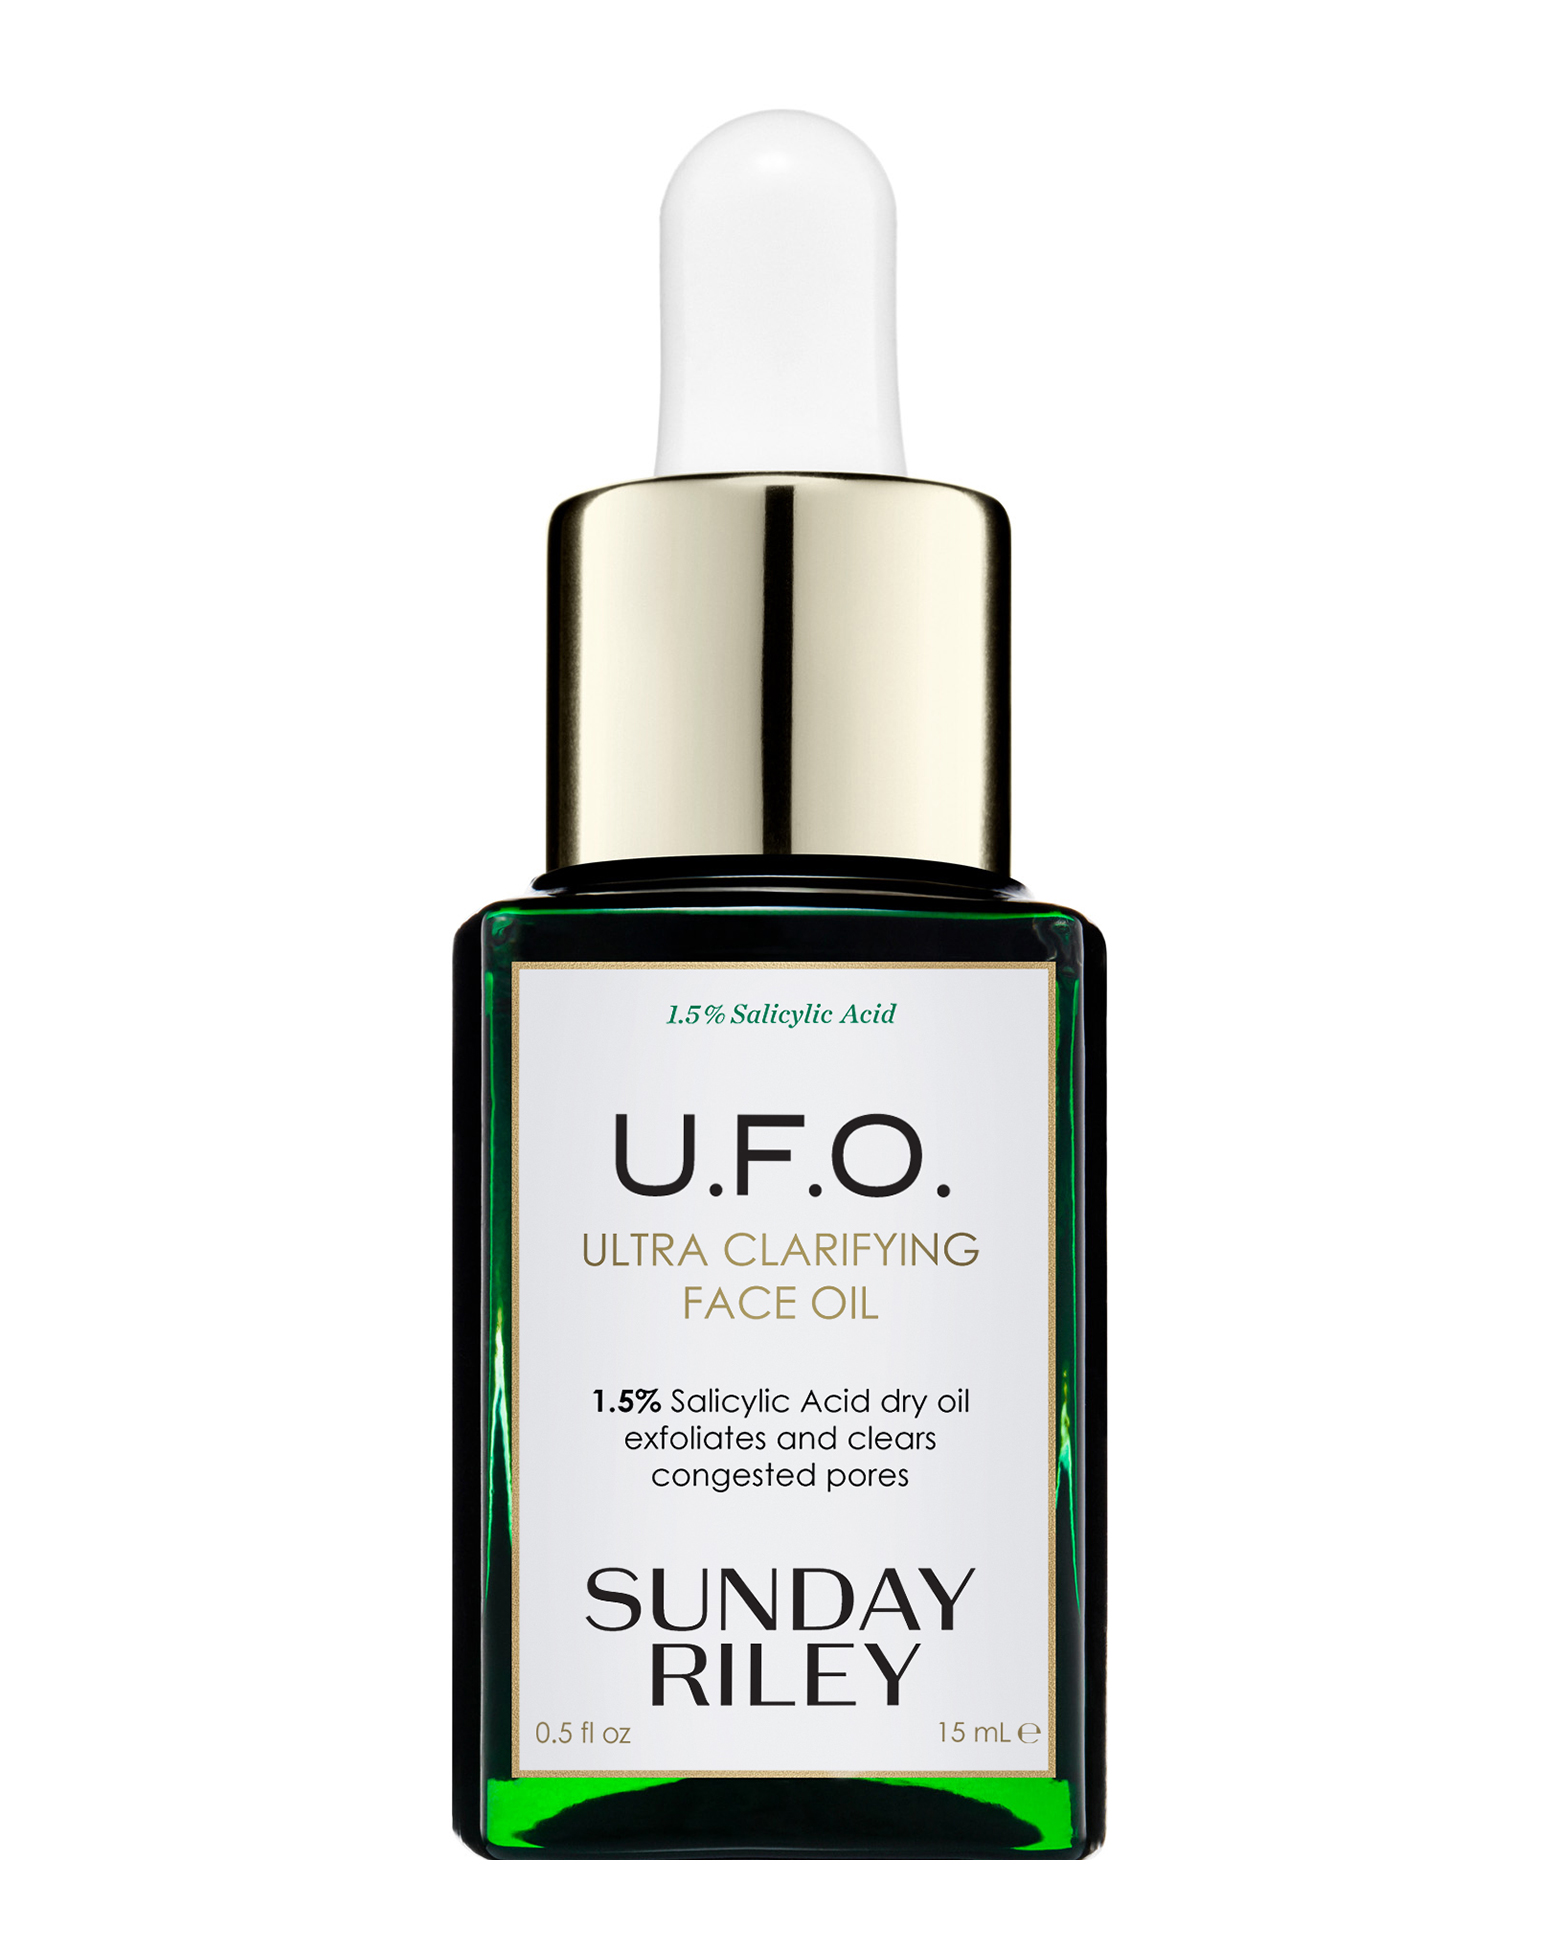 1.5% Salicylic Acid
U.F.O.
ULTRA CLARIFYING
FACE OIL
1.5% Salicylic Acid dry oil
exfoliates and clears
congested pores
SUNDAY
RILEY
0.5 fl oz 15 mL ℮